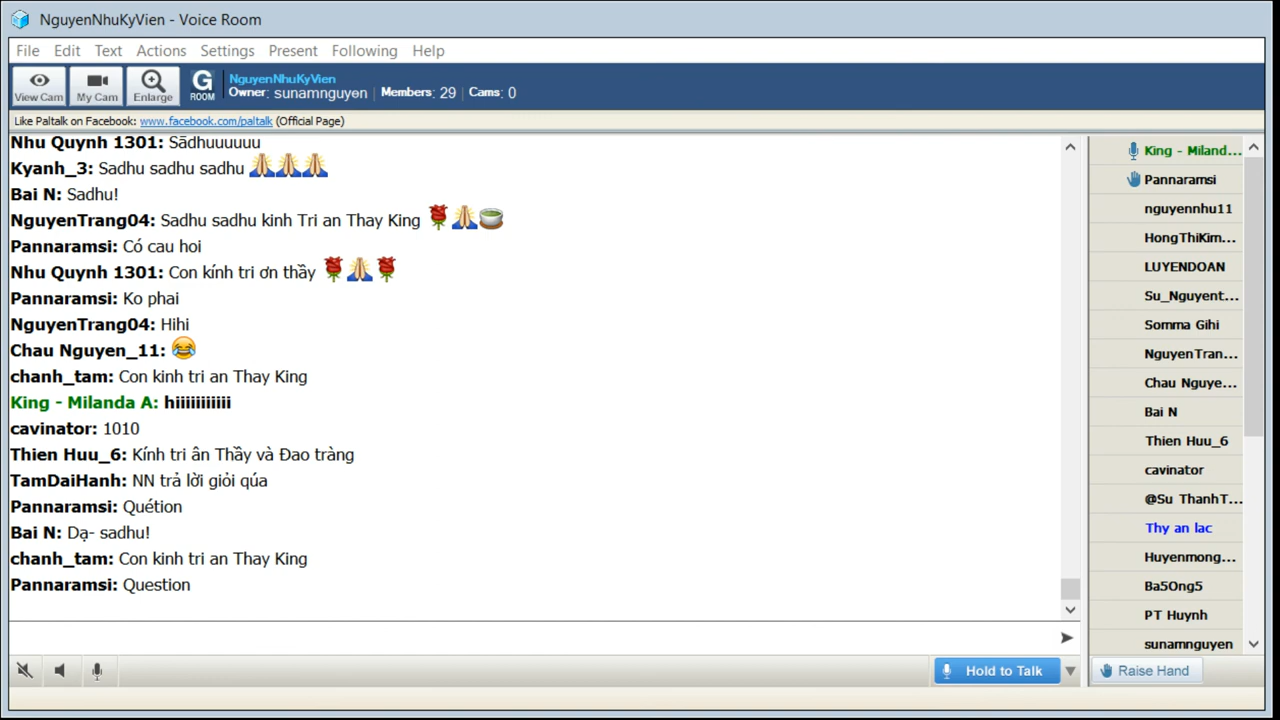 NguyenNhuKyVien - Voice Room
File Edit Text Actions Settings Present Following Help
View Cam My Cam Enlarge G ROOM
NguyenNhuKyVien
Owner: sunamnguyen | Members: 29 | Cams: 0
Like Paltalk on Facebook: www.facebook.com/paltalk (Official Page)
Nhu Quynh 1301: Sādhuuuuuu
Kyanh_3: Sadhu sadhu sadhu 🙏🙏🙏
Bai N: Sadhu!
NguyenTrang04: Sadhu sadhu kinh Tri an Thay King 🌹🙏🍵
Pannaramsi: Có cau hoi
Nhu Quynh 1301: Con kính tri ơn thầy 🌹🙏🌹
Pannaramsi: Ko phai
NguyenTrang04: Hihi
Chau Nguyen_11: 😂
chanh_tam: Con kinh tri an Thay King
King - Milanda A: hiiiiiiiiiii
cavinator: 1010
Thien Huu_6: Kính tri ân Thầy và Đao tràng
TamDaiHanh: NN trả lời giỏi qúa
Pannaramsi: Quétion
Bai N: Dạ- sadhu!
chanh_tam: Con kinh tri an Thay King
Pannaramsi: Question
King - Miland...
Pannaramsi
nguyennhu11
HongThiKim...
LUYENDOAN
Su_Nguyent...
Somma Gihi
NguyenTran...
Chau Nguye...
Bai N
Thien Huu_6
cavinator
@Su ThanhT...
Thy an lac
Huyenmong...
Ba5Ong5
PT Huynh
sunamnguyen
Hold to Talk
Raise Hand